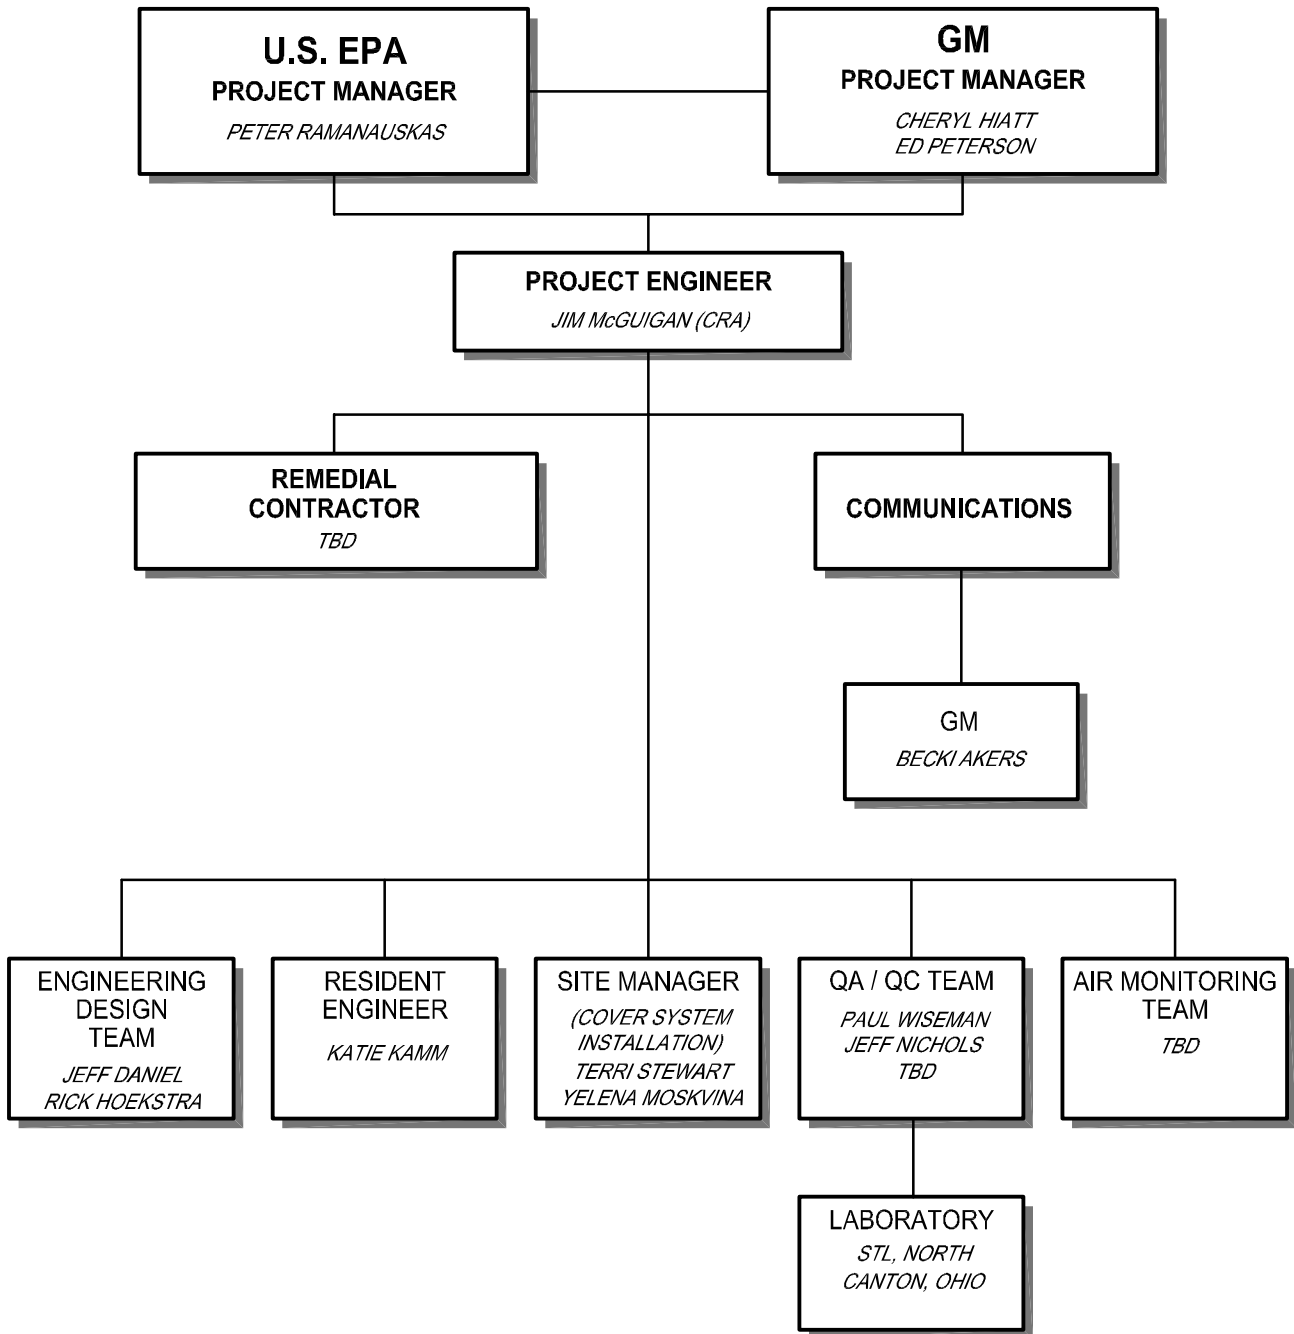 U.S. EPA
PROJECT MANAGER
PETER RAMANAUSKAS
GM
PROJECT MANAGER
CHERYL HIATT
ED PETERSON
PROJECT ENGINEER
JIM McGUIGAN (CRA)
REMEDIAL
CONTRACTOR
TBD
COMMUNICATIONS
GM
BECKI AKERS
ENGINEERING
DESIGN
TEAM
JEFF DANIEL
RICK HOEKSTRA
RESIDENT
ENGINEER
KATIE KAMM
SITE MANAGER
(COVER SYSTEM
INSTALLATION)
TERRI STEWART
YELENA MOSKVINA
QA / QC TEAM
PAUL WISEMAN
JEFF NICHOLS
TBD
AIR MONITORING
TEAM
TBD
LABORATORY
STL, NORTH
CANTON, OHIO